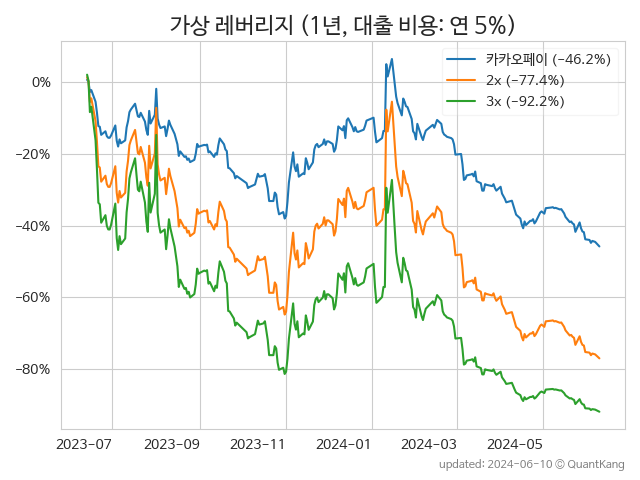 가상 레버리지 (1년, 대출 비용: 연 5%)
카카오페이 (−46.2%)
2x (−77.4%)
3x (−92.2%)
0%
−20%
−40%
−60%
−80%
2023-07 2023-09 2023-11 2024-01 2024-03 2024-05
updated: 2024-06-10 © QuantKang